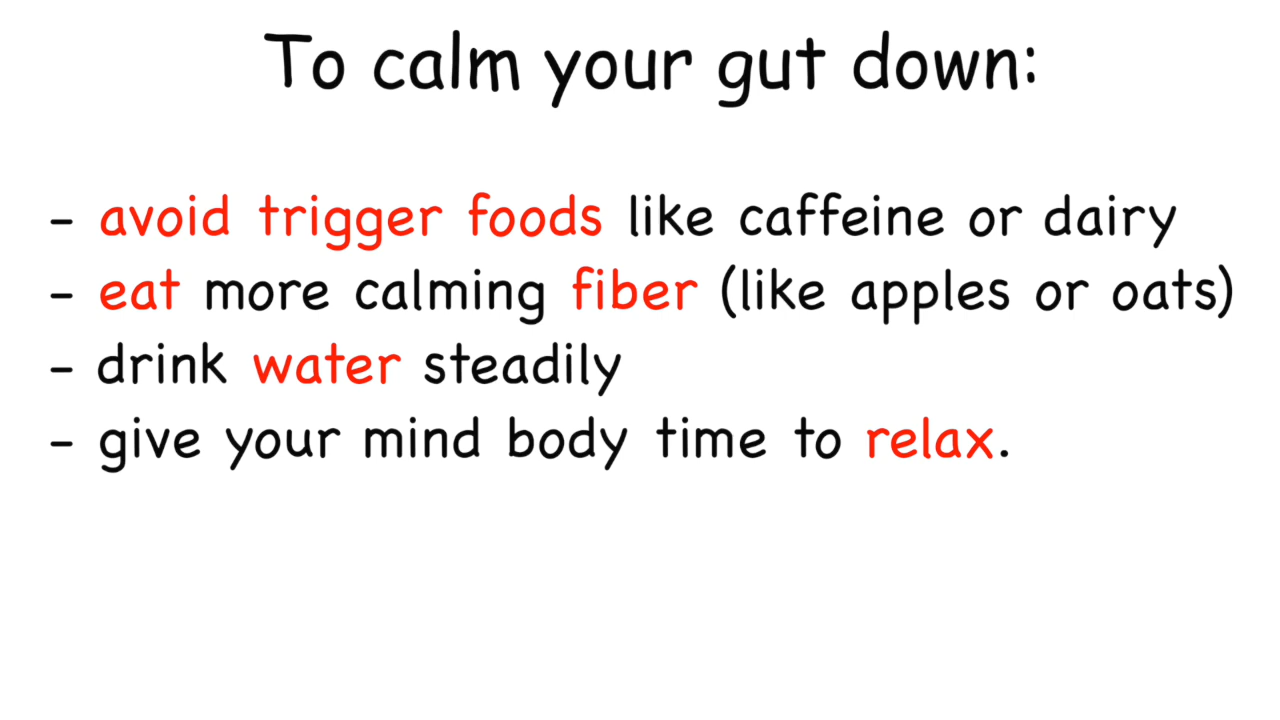 To calm your gut down:
- avoid trigger foods like caffeine or dairy
- eat more calming fiber (like apples or oats)
- drink water steadily
- give your mind body time to relax.